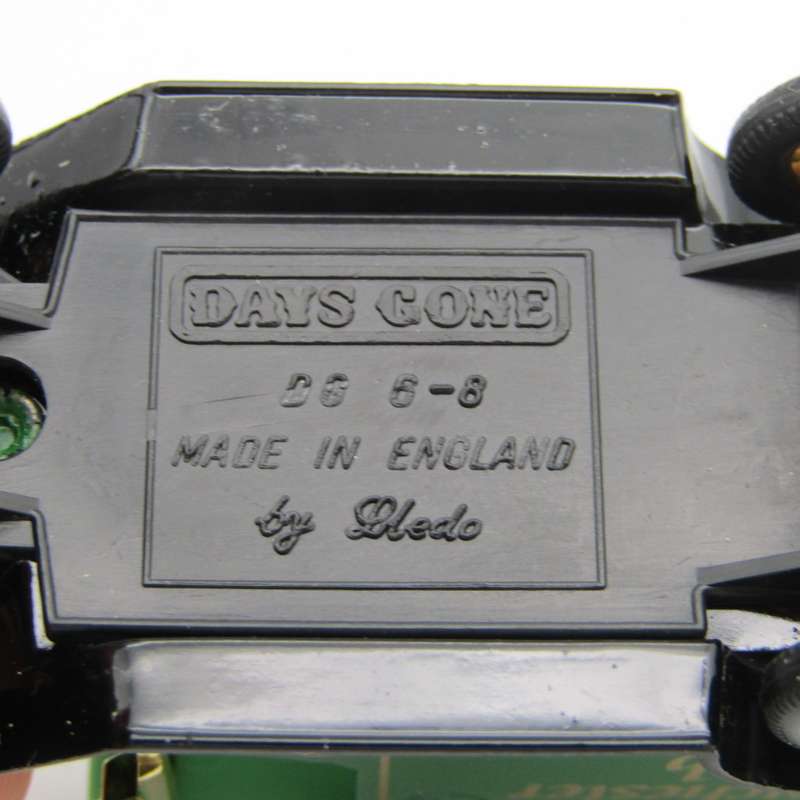 DAYS GONE
DG 6-8
MADE IN ENGLAND
by Lledo